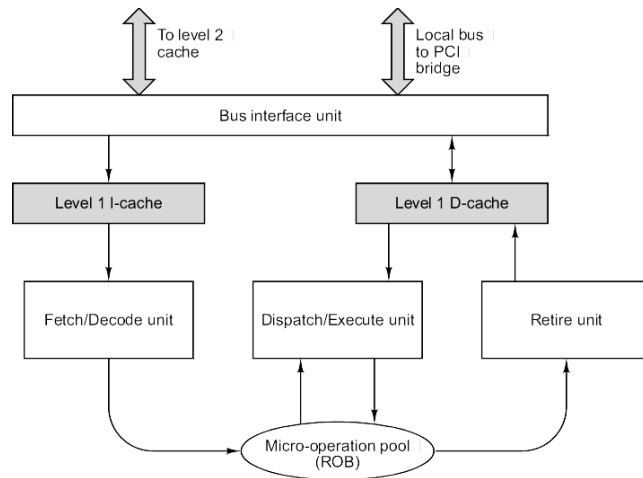 To level 2
cache
Local bus
to PCI
bridge
Bus interface unit
Level 1 I-cache
Level 1 D-cache
Fetch/Decode unit
Dispatch/Execute unit
Retire unit
Micro-operation pool
(ROB)